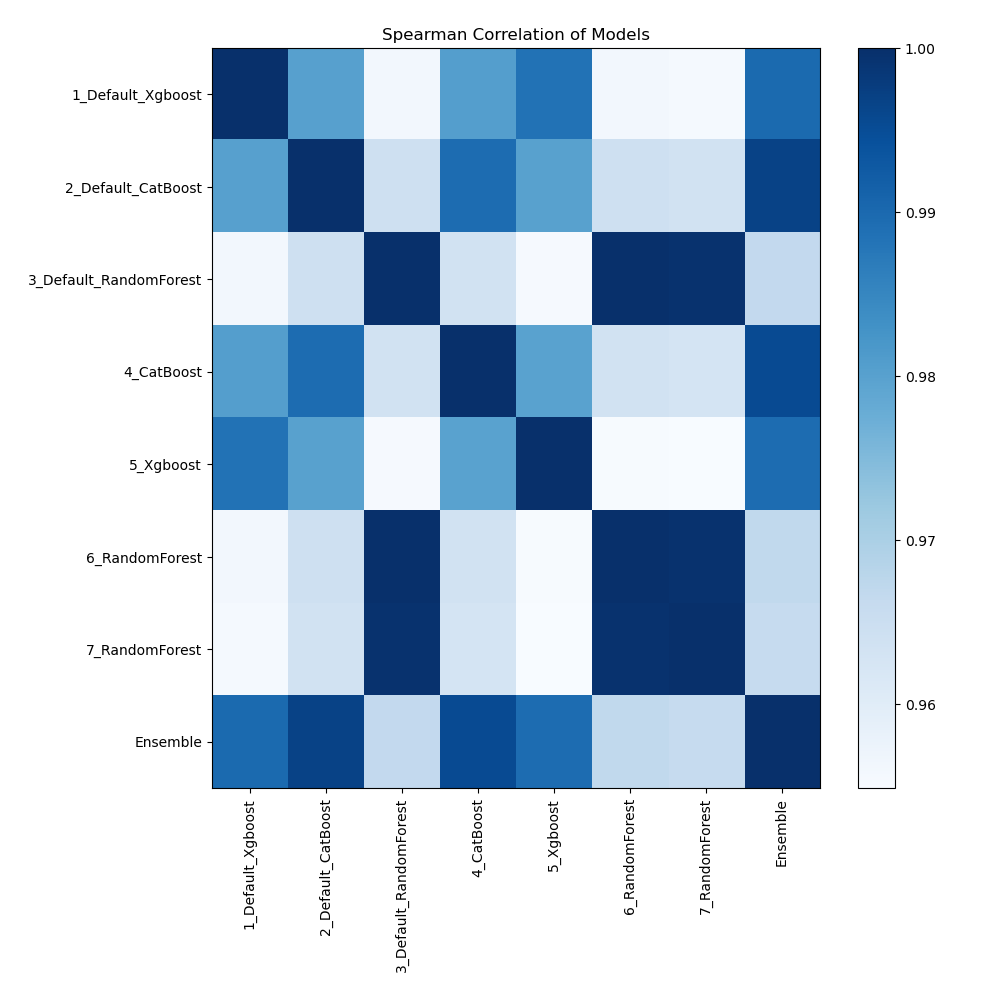 Spearman Correlation of Models
1_Default_Xgboost
2_Default_CatBoost
3_Default_RandomForest
4_CatBoost
5_Xgboost
6_RandomForest
7_RandomForest
Ensemble
1_Default_Xgboost
2_Default_CatBoost
3_Default_RandomForest
4_CatBoost
5_Xgboost
6_RandomForest
7_RandomForest
Ensemble
1.00
0.99
0.98
0.97
0.96